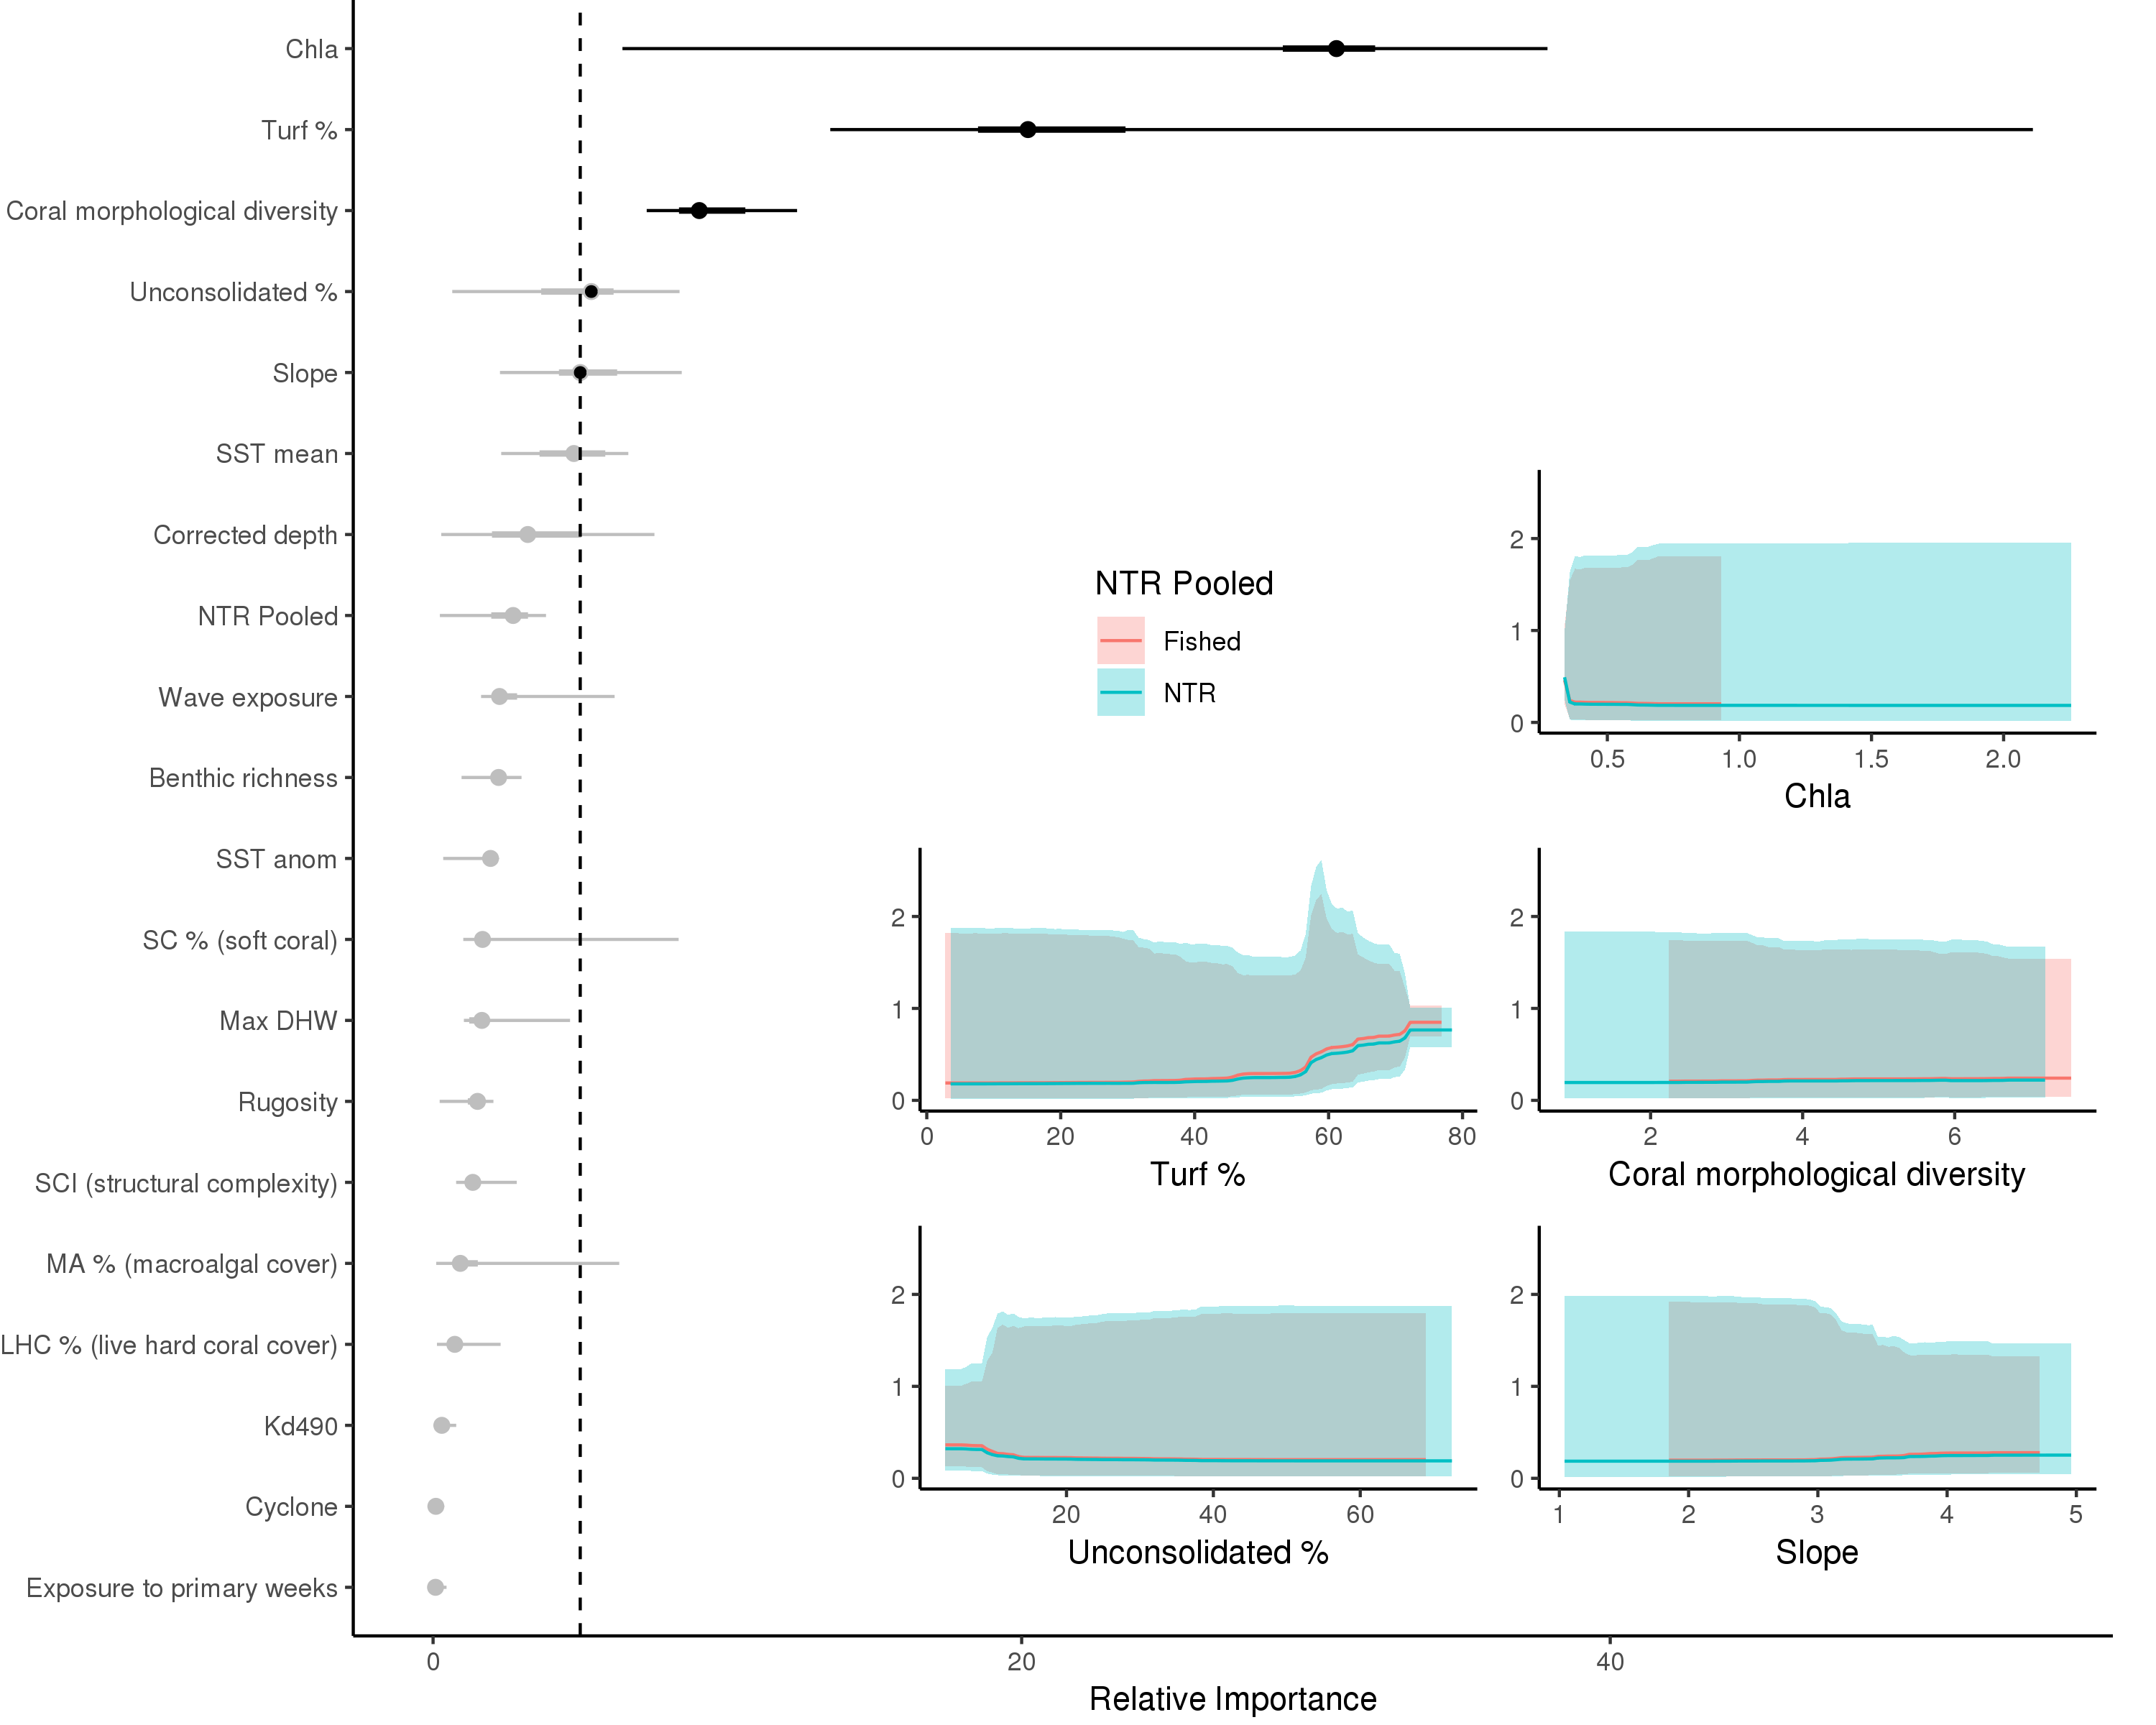 Chla
Turf %
Coral morphological diversity
Unconsolidated %
Slope
SST mean
Corrected depth
NTR Pooled
Wave exposure
Benthic richness
SST anom
SC % (soft coral)
Max DHW
Rugosity
SCI (structural complexity)
MA % (macroalgal cover)
LHC % (live hard coral cover)
Kd490
Cyclone
Exposure to primary weeks
0 20 40
Relative Importance
NTR Pooled
Fished
NTR
2
1
0
0.5 1.0 1.5 2.0
Chla
2
1
0
0 20 40 60 80
Turf %
2
1
0
2 4 6
Coral morphological diversity
2
1
0
20 40 60
Unconsolidated %
2
1
0
1 2 3 4 5
Slope